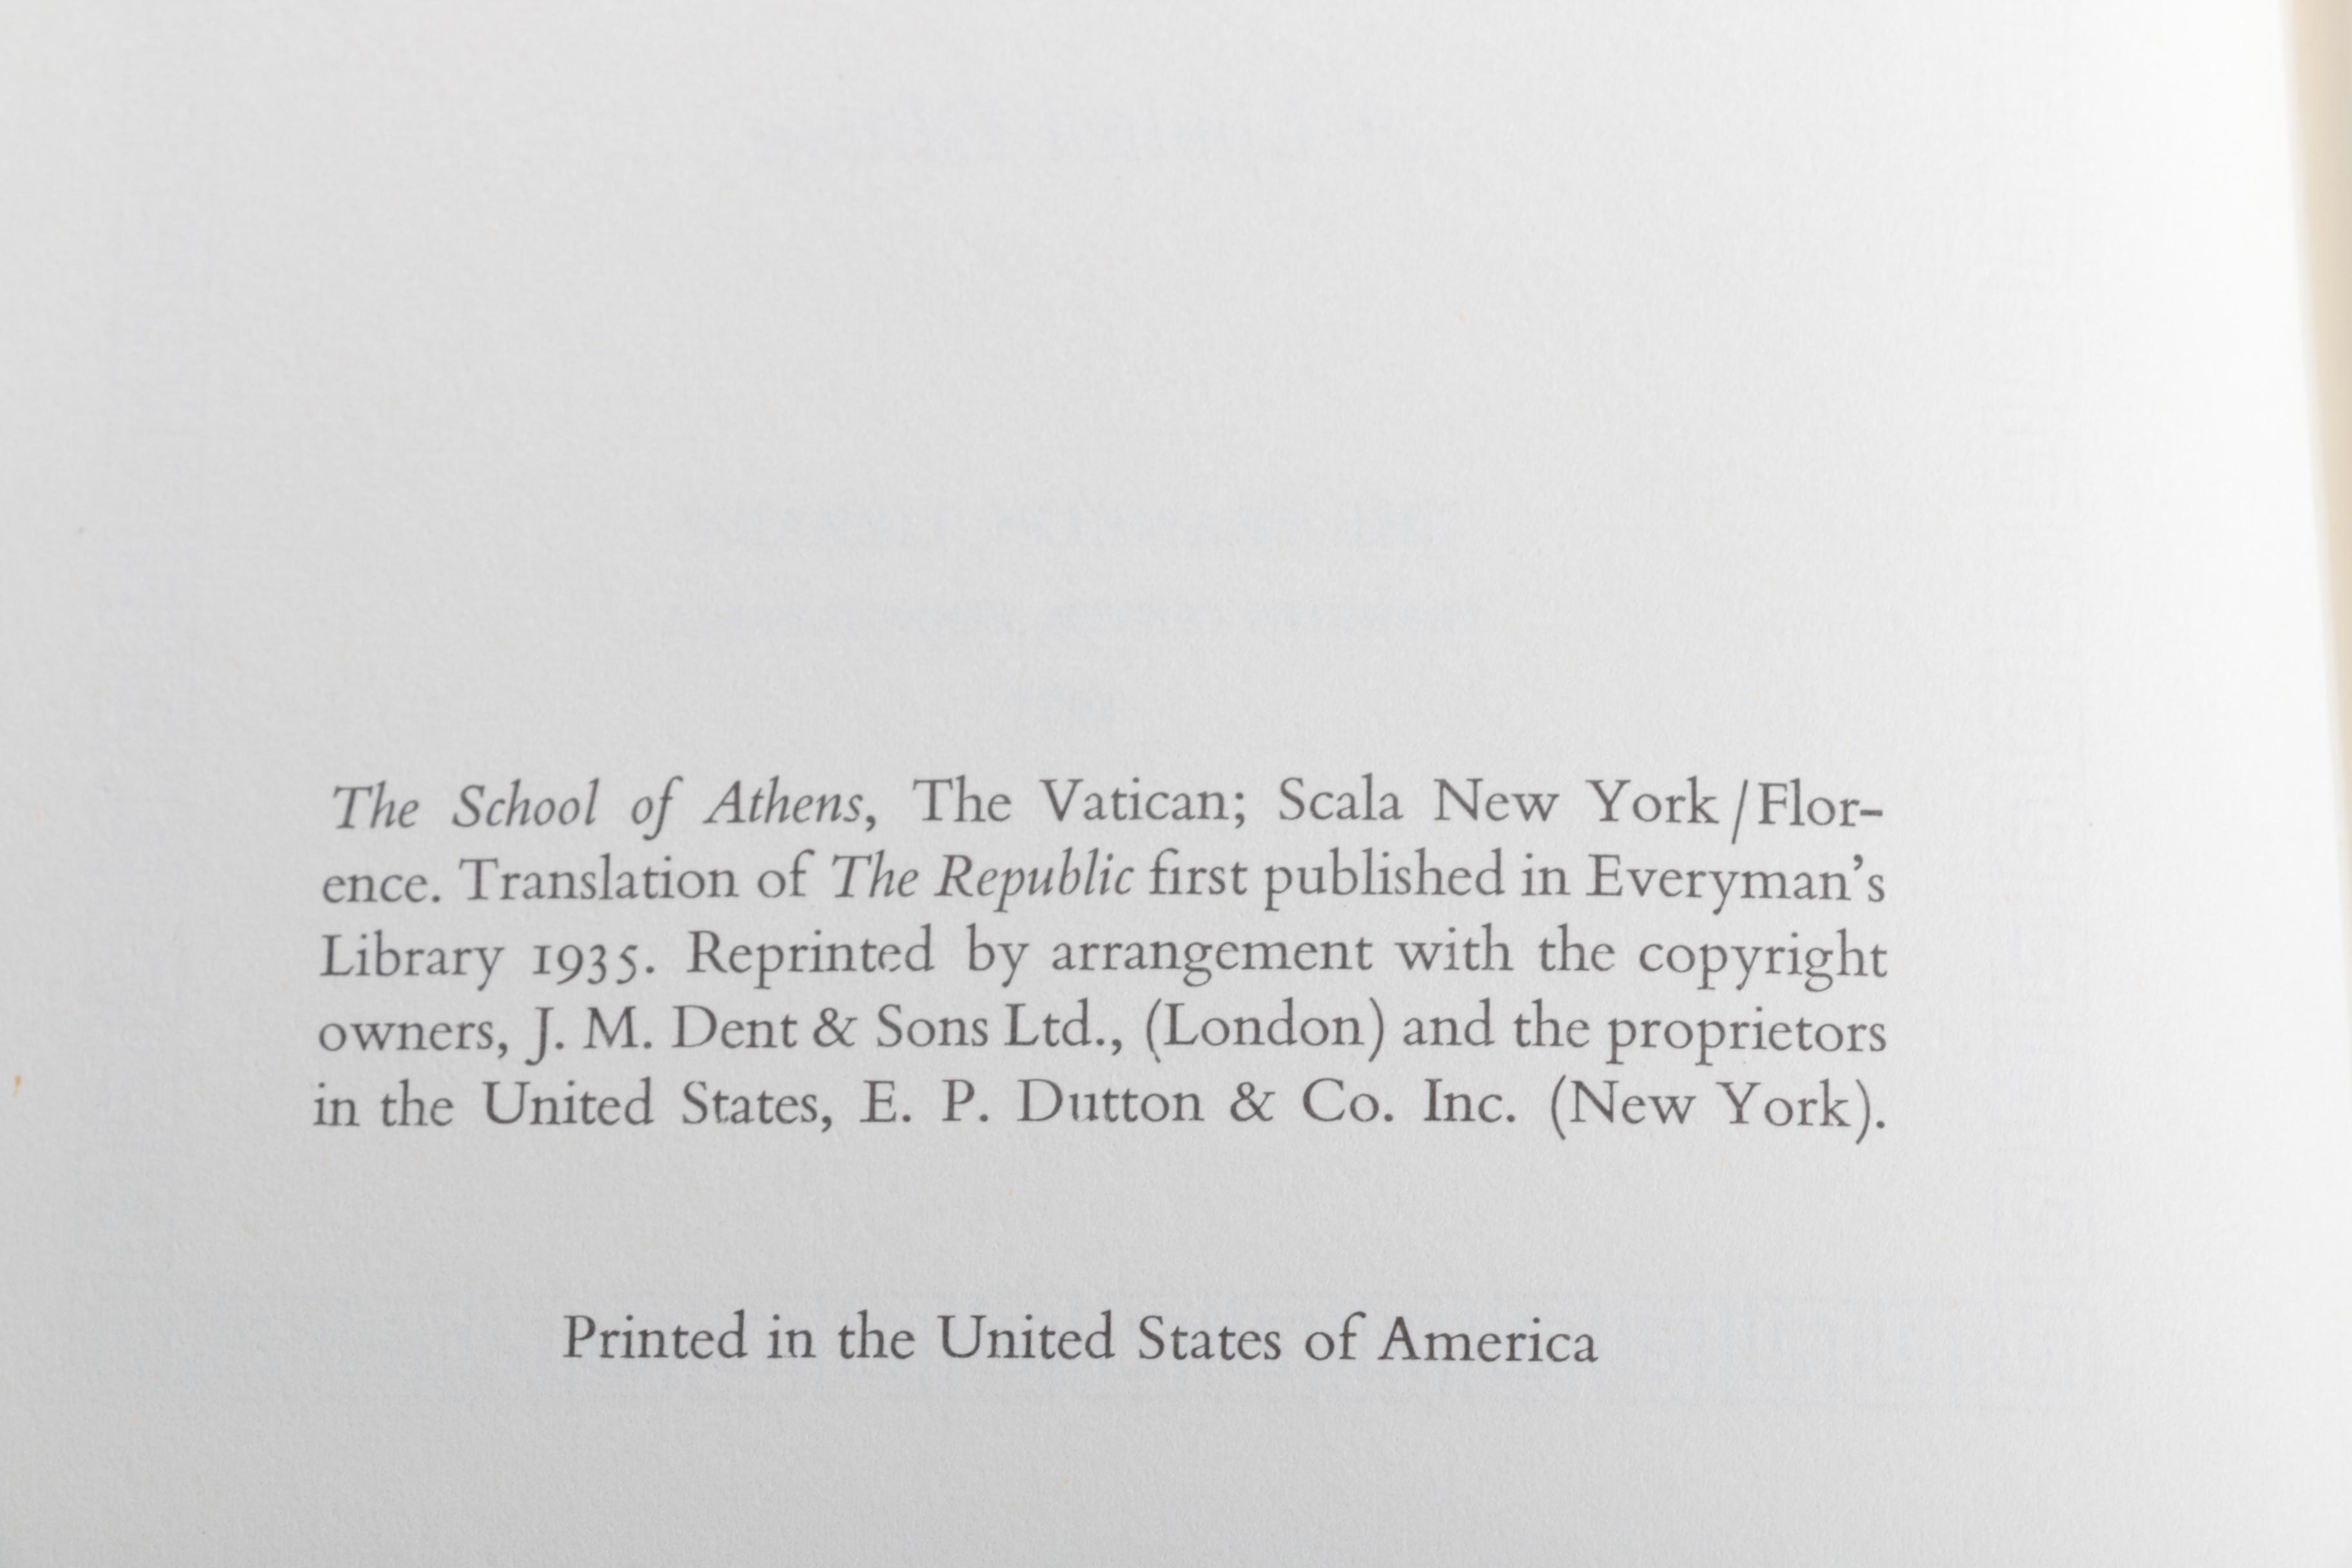 The School of Athens, The Vatican; Scala New York/Flor-
ence. Translation of The Republic first published in Everyman's
Library 1935. Reprinted by arrangement with the copyright
owners, J. M. Dent & Sons Ltd., (London) and the proprietors
in the United States, E. P. Dutton & Co. Inc. (New York).
Printed in the United States of America